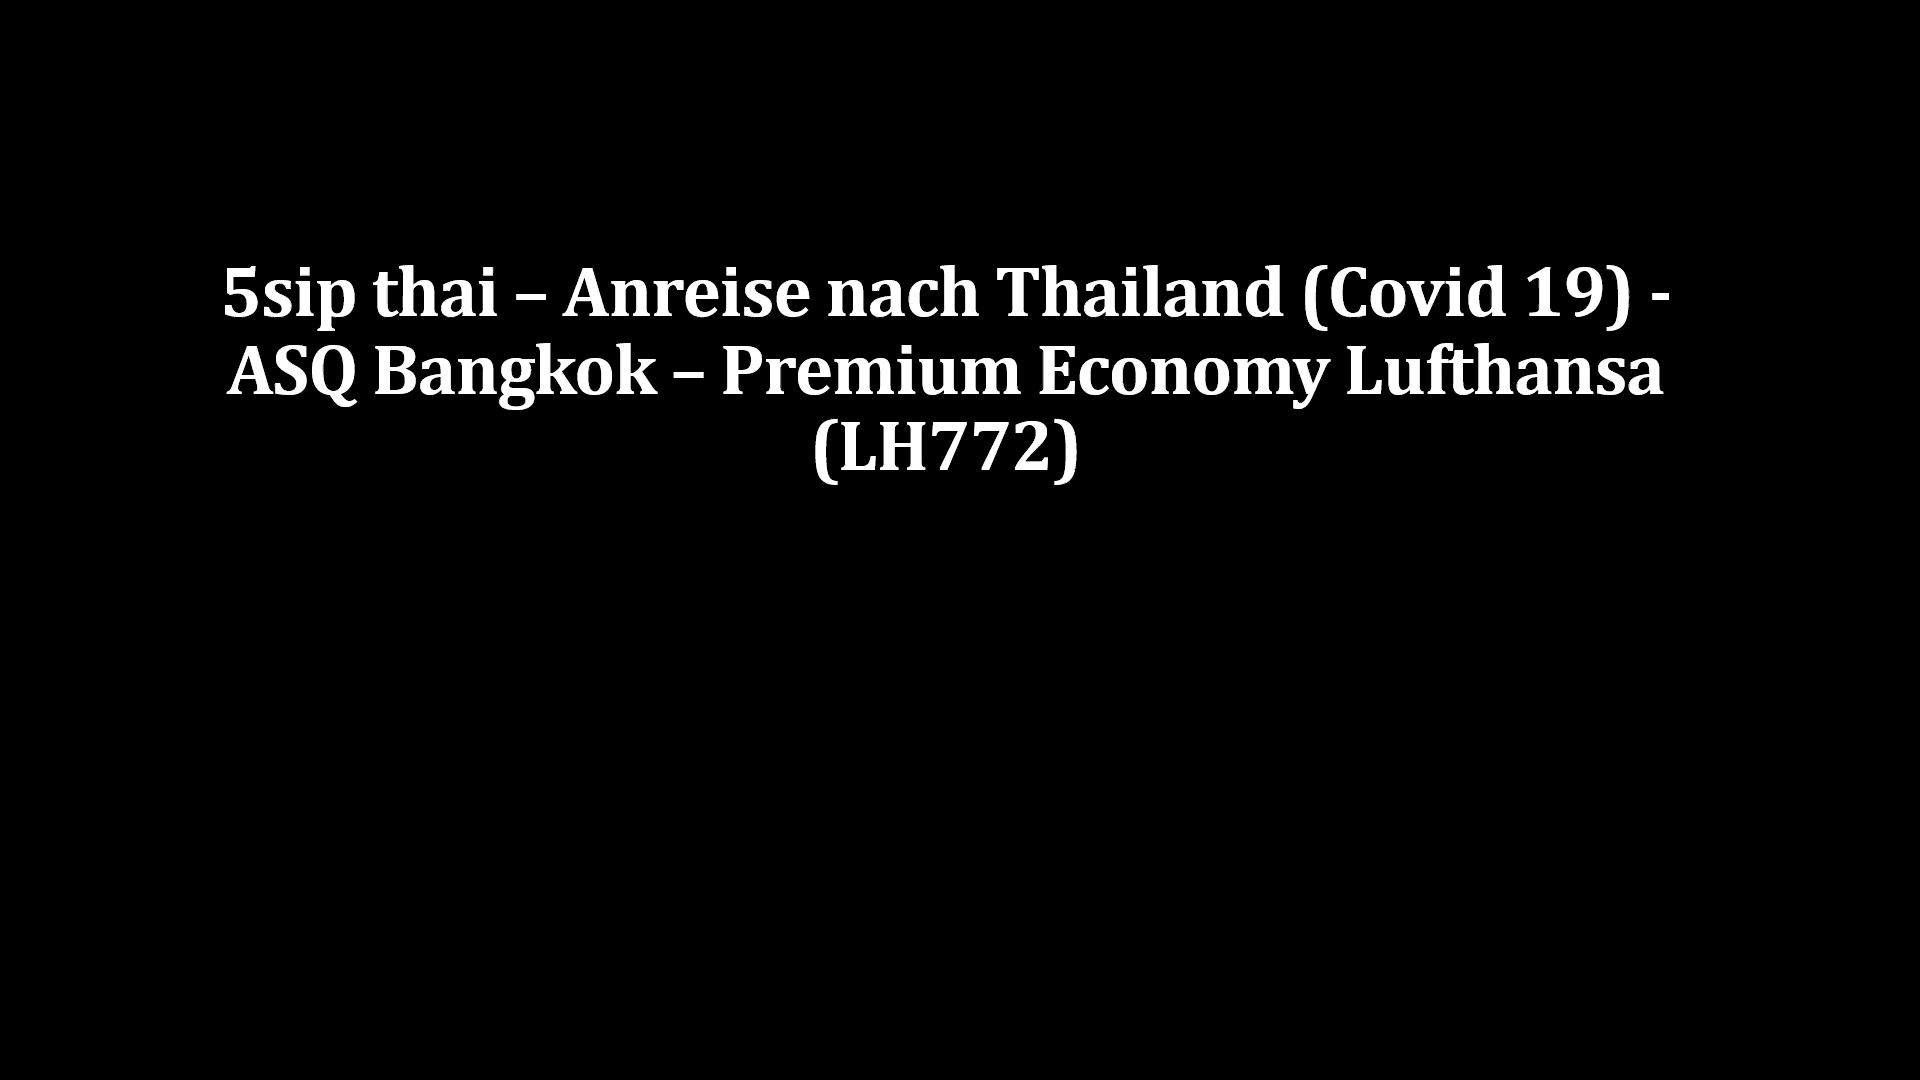 5sip thai – Anreise nach Thailand (Covid 19) -
ASQ Bangkok – Premium Economy Lufthansa
(LH772)